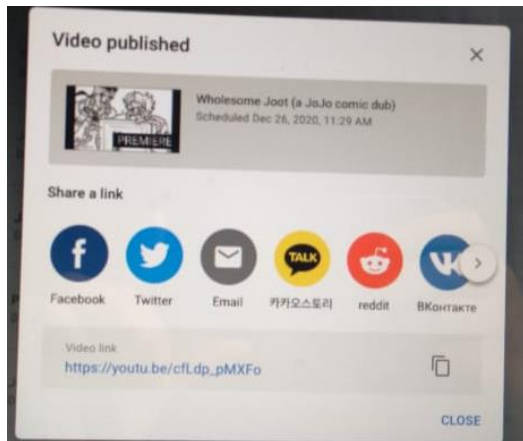 Video published
PREMIERE
Wholesome Joot (a JoJo comic dub)
Scheduled Dec 26, 2020, 11:29 AM
Share a link
TALK
Facebook
Twitter
Email
카카오스토리
reddit
ВКонтакте
Video link
https://youtu.be/cfLdp_pMXFo
CLOSE